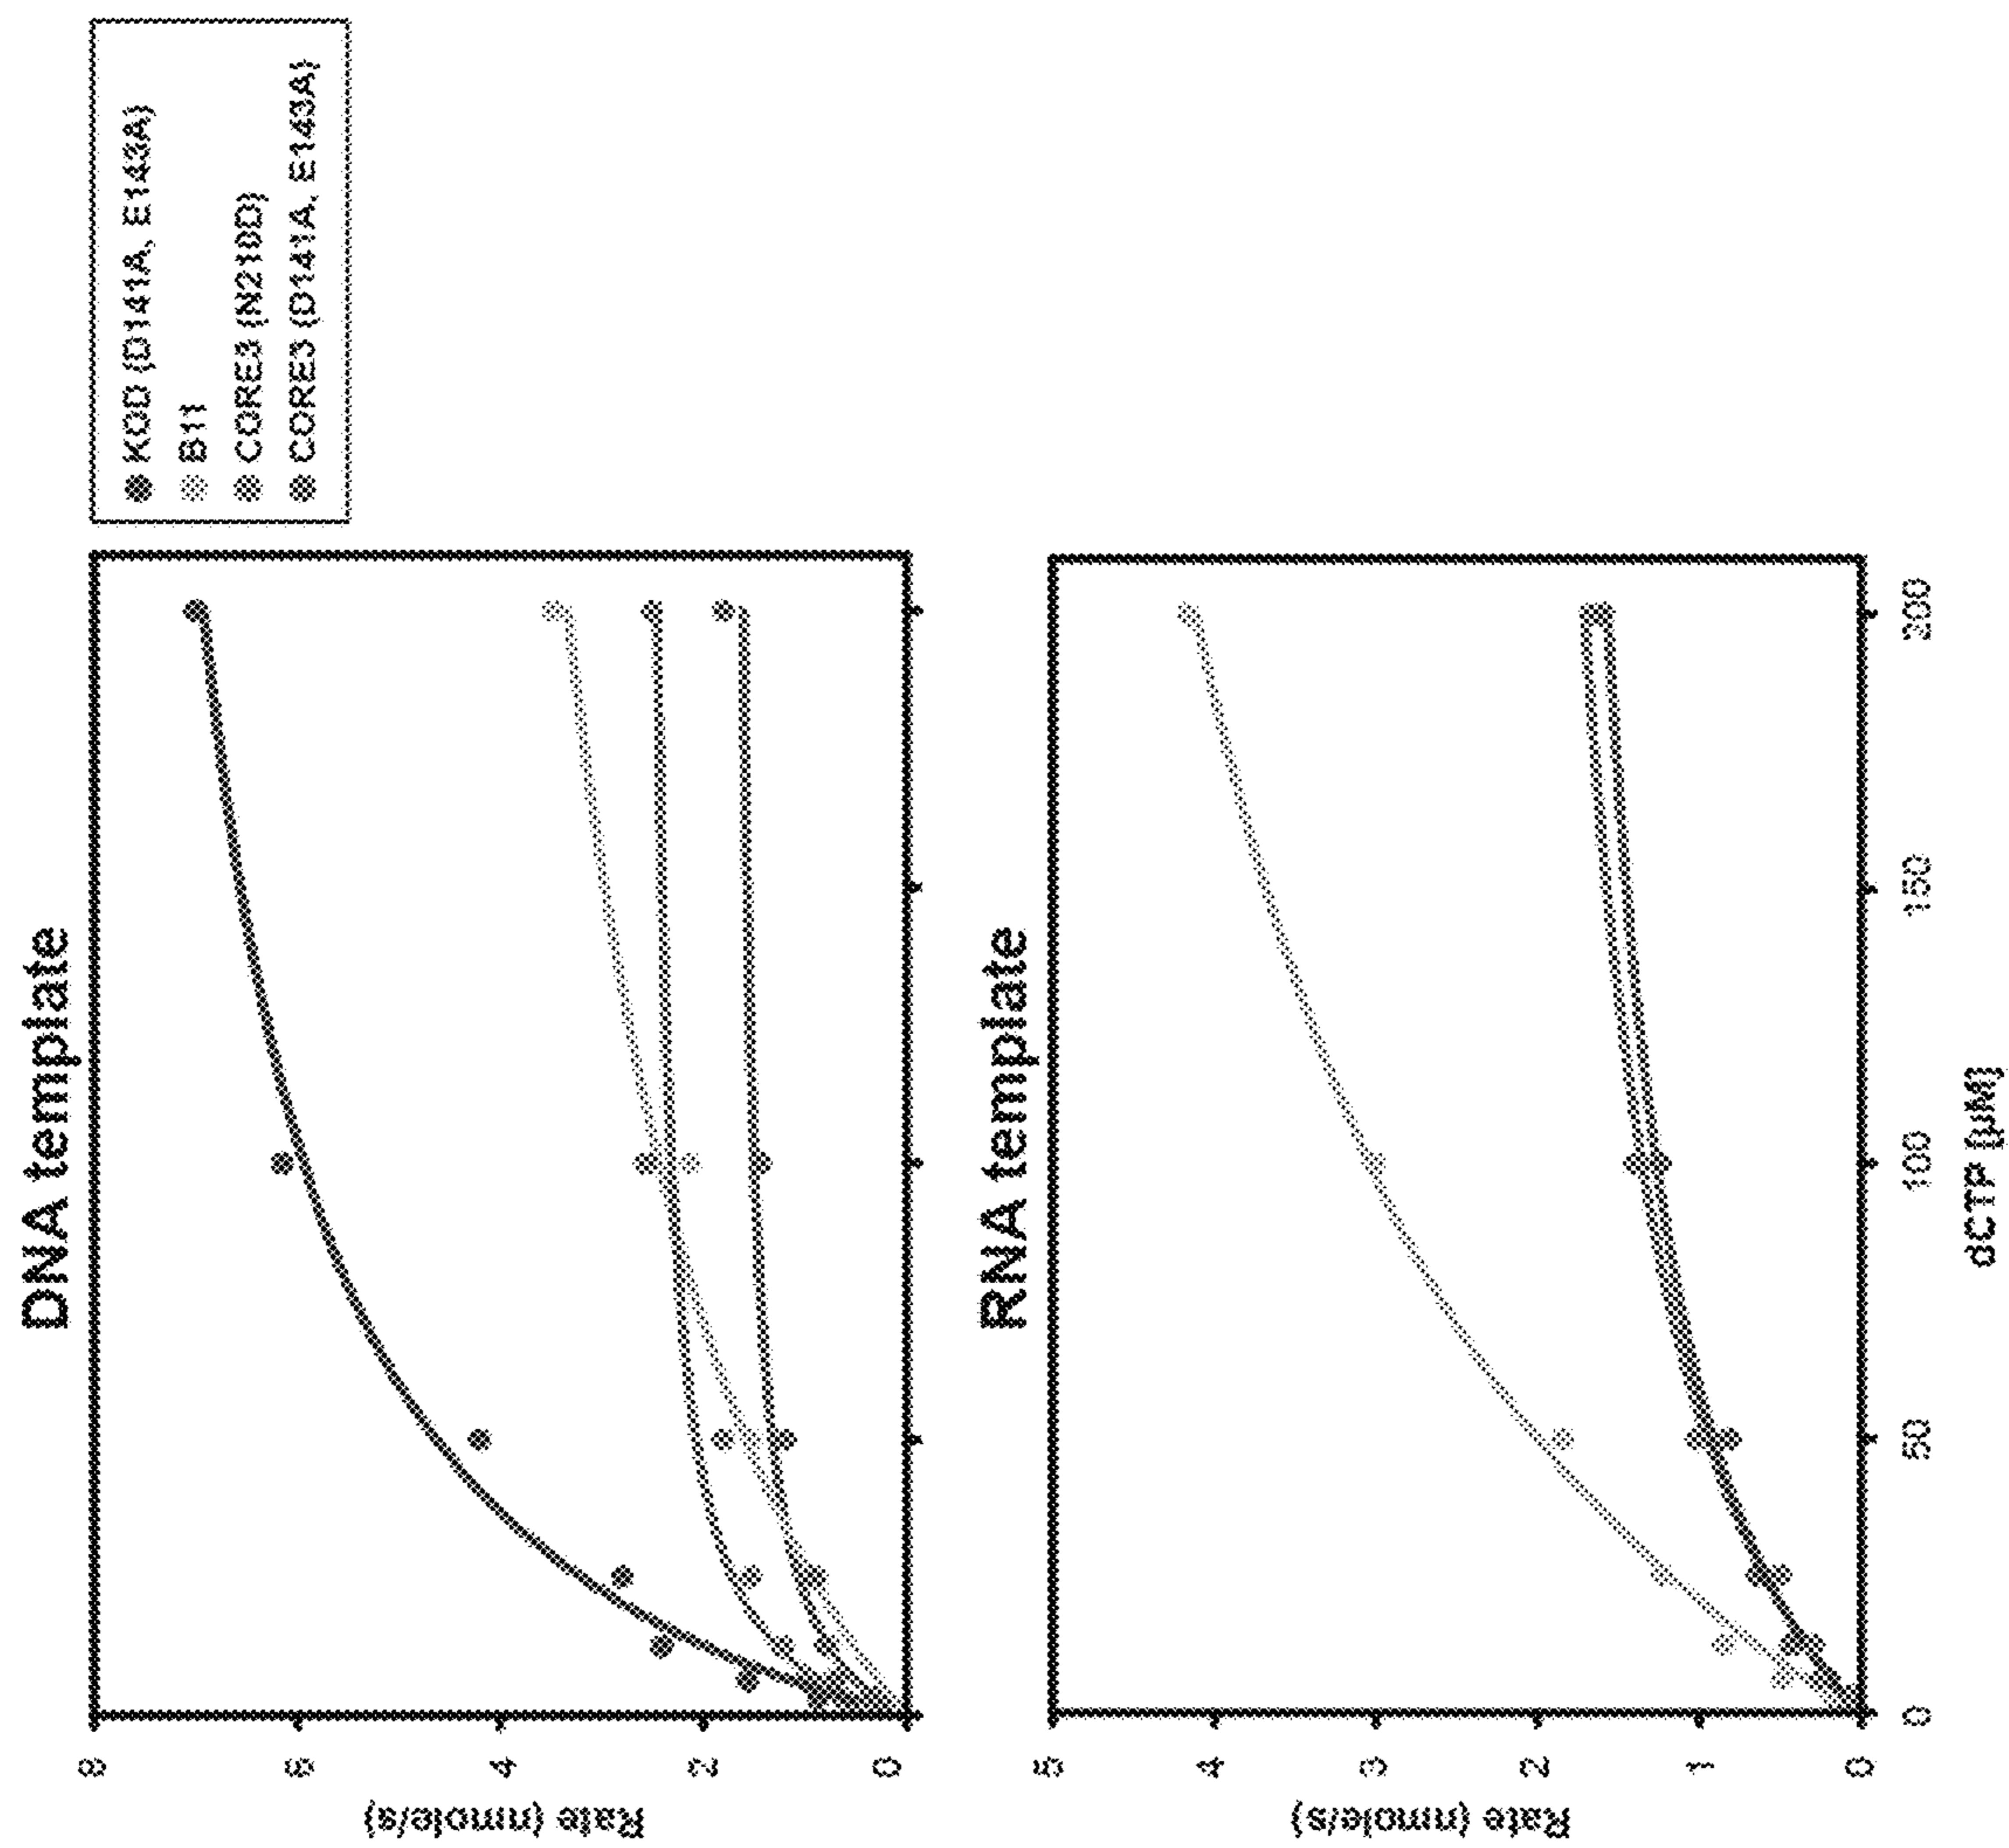 DNA template
KOD (D141A, E143A)
B11
CORE3 (N210D)
CORE3 (D141A, E143A)
Rate (nmole/s)
8
6
4
2
0
RNA template
Rate (nmole/s)
5
4
3
2
1
0
0
50
100
150
200
dCTP [µM]